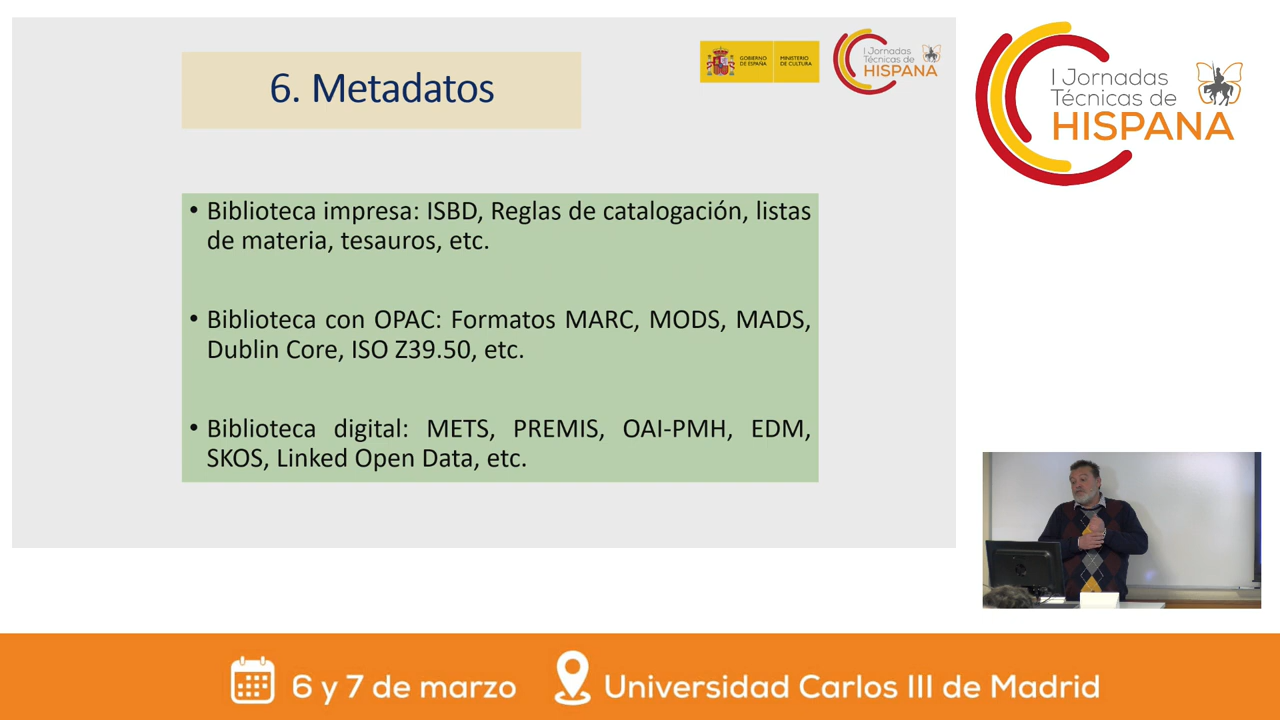 6. Metadatos
GOBIERNO
DE ESPAÑA
MINISTERIO
DE CULTURA
I Jornadas
Técnicas de
HISPANA
I Jornadas
Técnicas de
HISPANA
• Biblioteca impresa: ISBD, Reglas de catalogación, listas
de materia, tesauros, etc.
• Biblioteca con OPAC: Formatos MARC, MODS, MADS,
Dublin Core, ISO Z39.50, etc.
• Biblioteca digital: METS, PREMIS, OAI-PMH, EDM,
SKOS, Linked Open Data, etc.
6 y 7 de marzo
Universidad Carlos III de Madrid